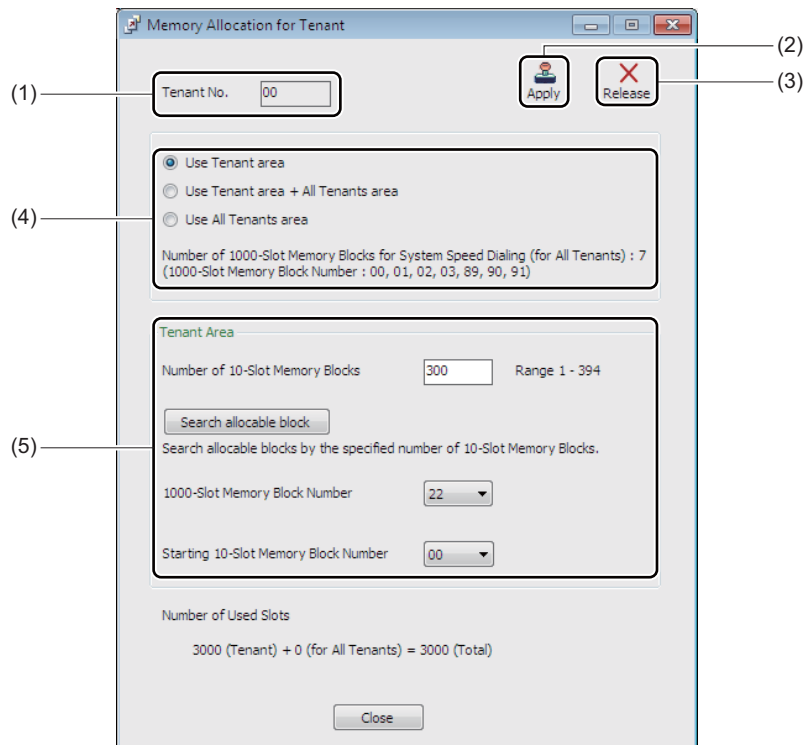 Memory Allocation for Tenant
(2)
(1)
Tenant No.
00
Apply
Release
(3)
Use Tenant area
Use Tenant area + All Tenants area
(4)
Use All Tenants area
Number of 1000-Slot Memory Blocks for System Speed Dialing (for All Tenants) : 7
(1000-Slot Memory Block Number : 00, 01, 02, 03, 89, 90, 91)
Tenant Area
Number of 10-Slot Memory Blocks
300
Range 1 - 394
Search allocable block
(5)
Search allocable blocks by the specified number of 10-Slot Memory Blocks.
1000-Slot Memory Block Number
22
Starting 10-Slot Memory Block Number
00
Number of Used Slots
3000 (Tenant) + 0 (for All Tenants) = 3000 (Total)
Close